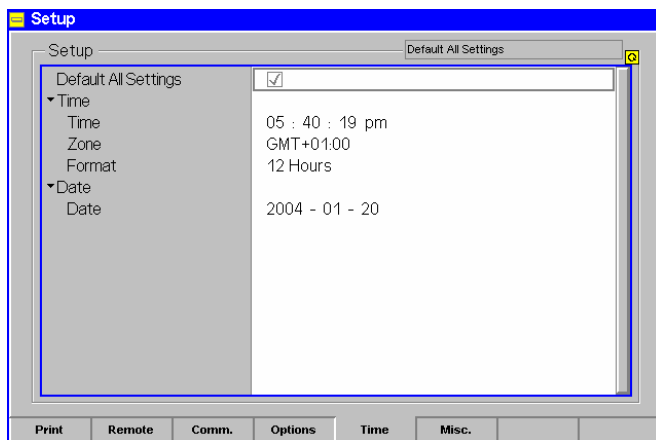 Setup
Setup
Default All Settings
Default All Settings
Time
Time 05 : 40 : 19 pm
Zone GMT+01:00
Format 12 Hours
Date
Date 2004 - 01 - 20
Print Remote Comm. Options Time Misc.